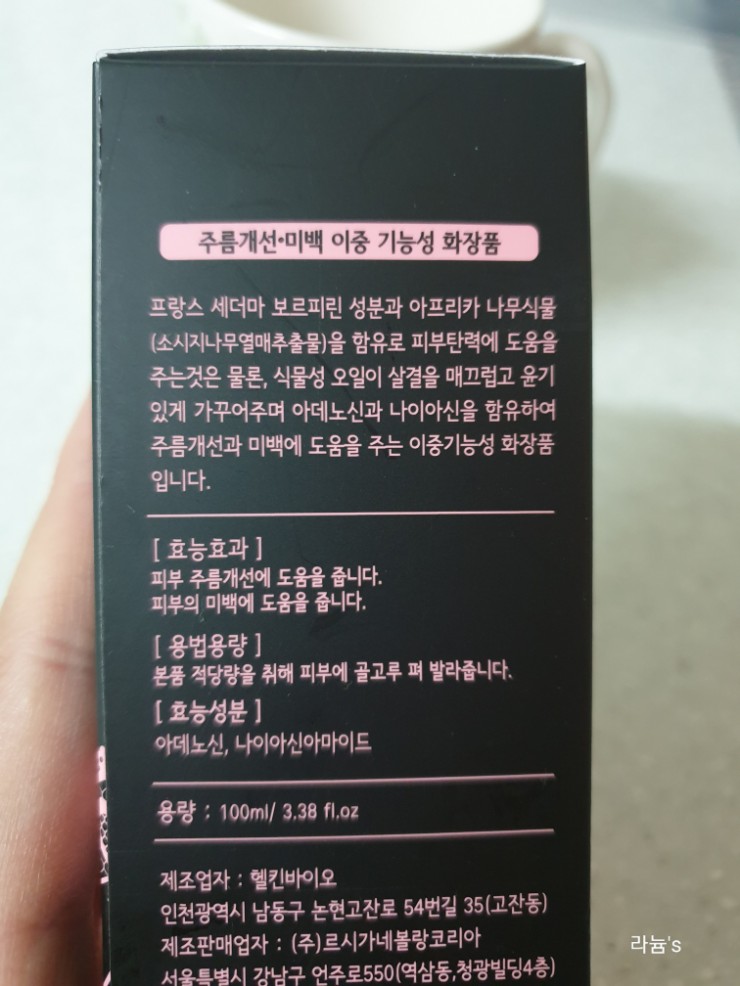 주름개선•미백 이중 기능성 화장품
프랑스 세더마 보르피린 성분과 아프리카 나무식물
(소시지나무열매추출물)을 함유로 피부탄력에 도움을
주는것은 물론, 식물성 오일이 살결을 매끄럽고 윤기
있게 가꾸어주며 아데노신과 나이아신을 함유하여
주름개선과 미백에 도움을 주는 이중기능성 화장품
입니다.
[ 효능효과 ]
피부 주름개선에 도움을 줍니다.
피부의 미백에 도움을 줍니다.
[ 용법용량 ]
본품 적당량을 취해 피부에 골고루 펴 발라줍니다.
[ 효능성분 ]
아데노신, 나이아신아마이드
용량 : 100ml/ 3.38 fl.oz
제조업자 : 헬킨바이오
인천광역시 남동구 논현고잔로 54번길 35(고잔동)
제조판매업자 : (주)르시가네볼랑코리아
서울특별시 강남구 언주로550(역삼동,청광빌딩4층)
라늄's